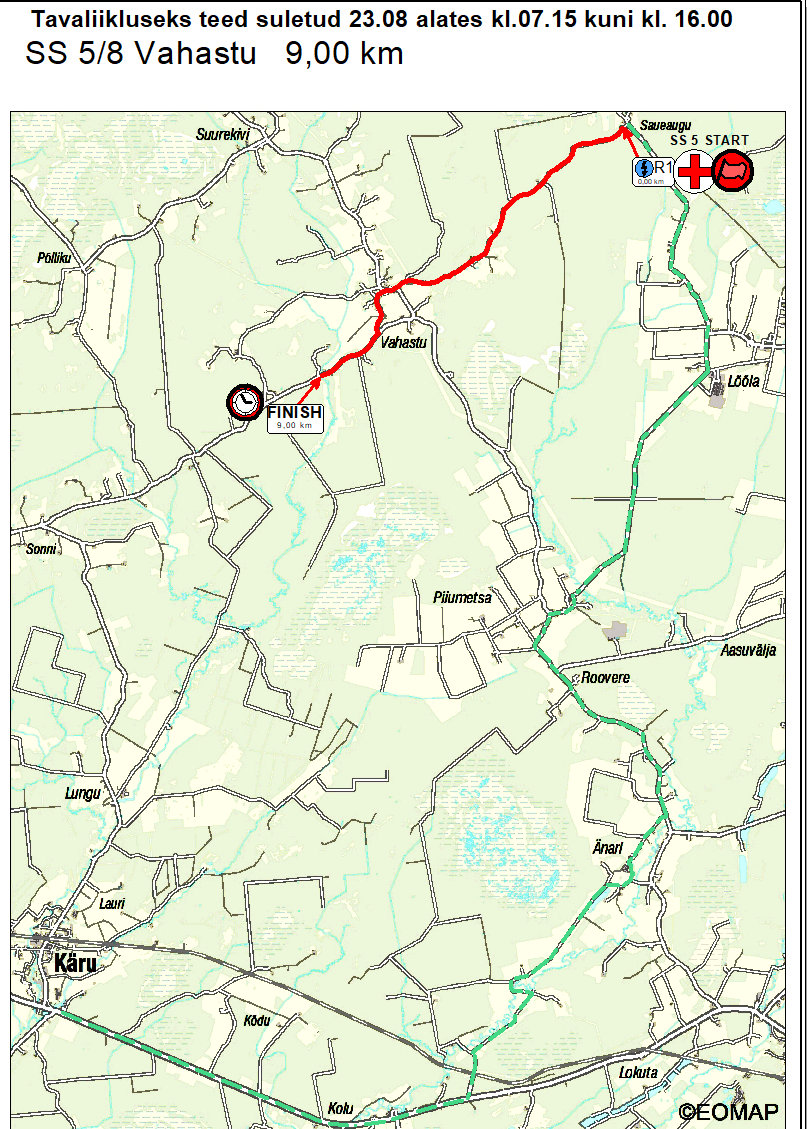 Tavaliikluseks teed suletud 23.08 alates kl.07.15 kuni kl. 16.00
SS 5/8 Vahastu 9,00 km
Saueaugu
Suurekivi
SS 5 START
R1
0,00 km
Põlliku
Vahastu
Lõõla
FINISH
9,00 km
Sonni
Piiumetsa
Aasuvälja
Roovere
Lungu
Änari
Lauri
Käru
Kõdu
Lokuta
Kolu
©EOMAP